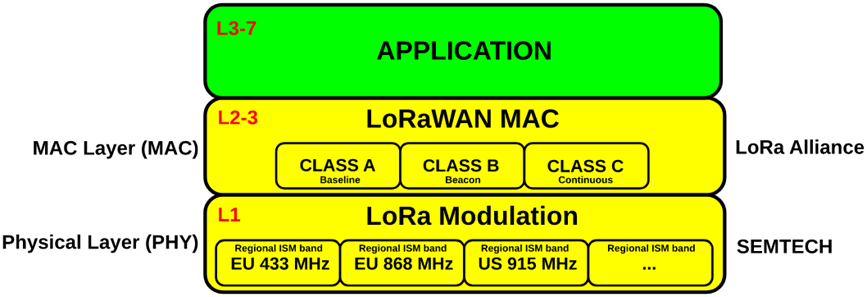 L3-7
APPLICATION
L2-3
LoRaWAN MAC
MAC Layer (MAC)
LoRa Alliance
CLASS A
Baseline
CLASS B
Beacon
CLASS C
Continuous
L1
LoRa Modulation
Physical Layer (PHY)
SEMTECH
Regional ISM band
EU 433 MHz
Regional ISM band
EU 868 MHz
Regional ISM band
US 915 MHz
Regional ISM band
...